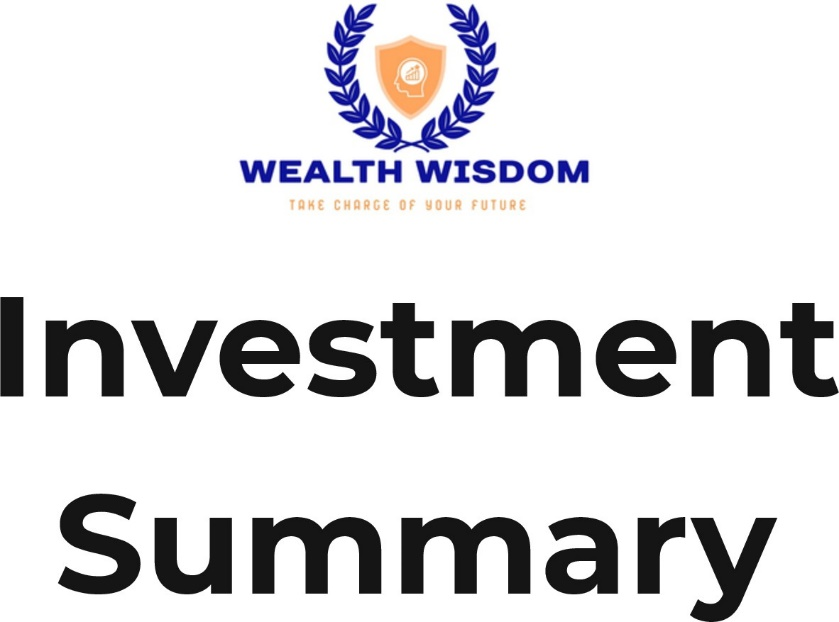 WEALTH WISDOM
TAKE CHARGE OF YOUR FUTURE
Investment
Summary